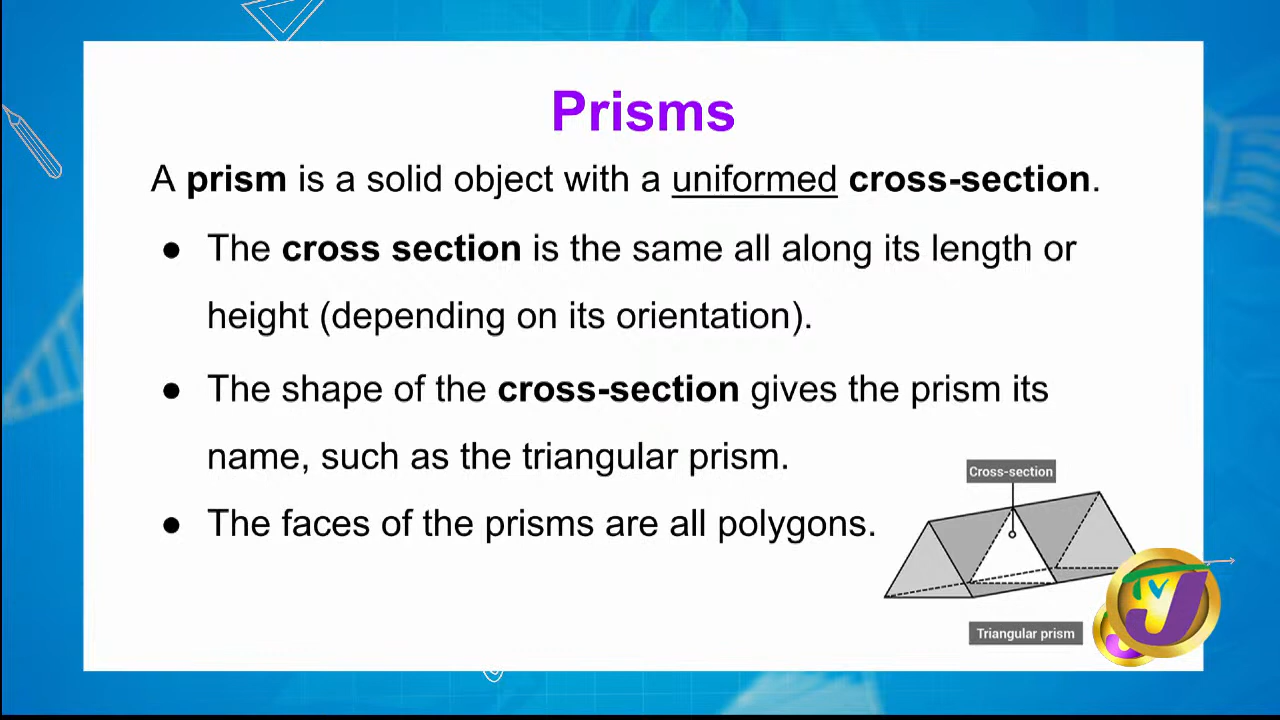 Prisms
A prism is a solid object with a uniformed cross-section.
● The cross section is the same all along its length or
height (depending on its orientation).
● The shape of the cross-section gives the prism its
name, such as the triangular prism.
● The faces of the prisms are all polygons.
Cross-section
Triangular prism
TVJ